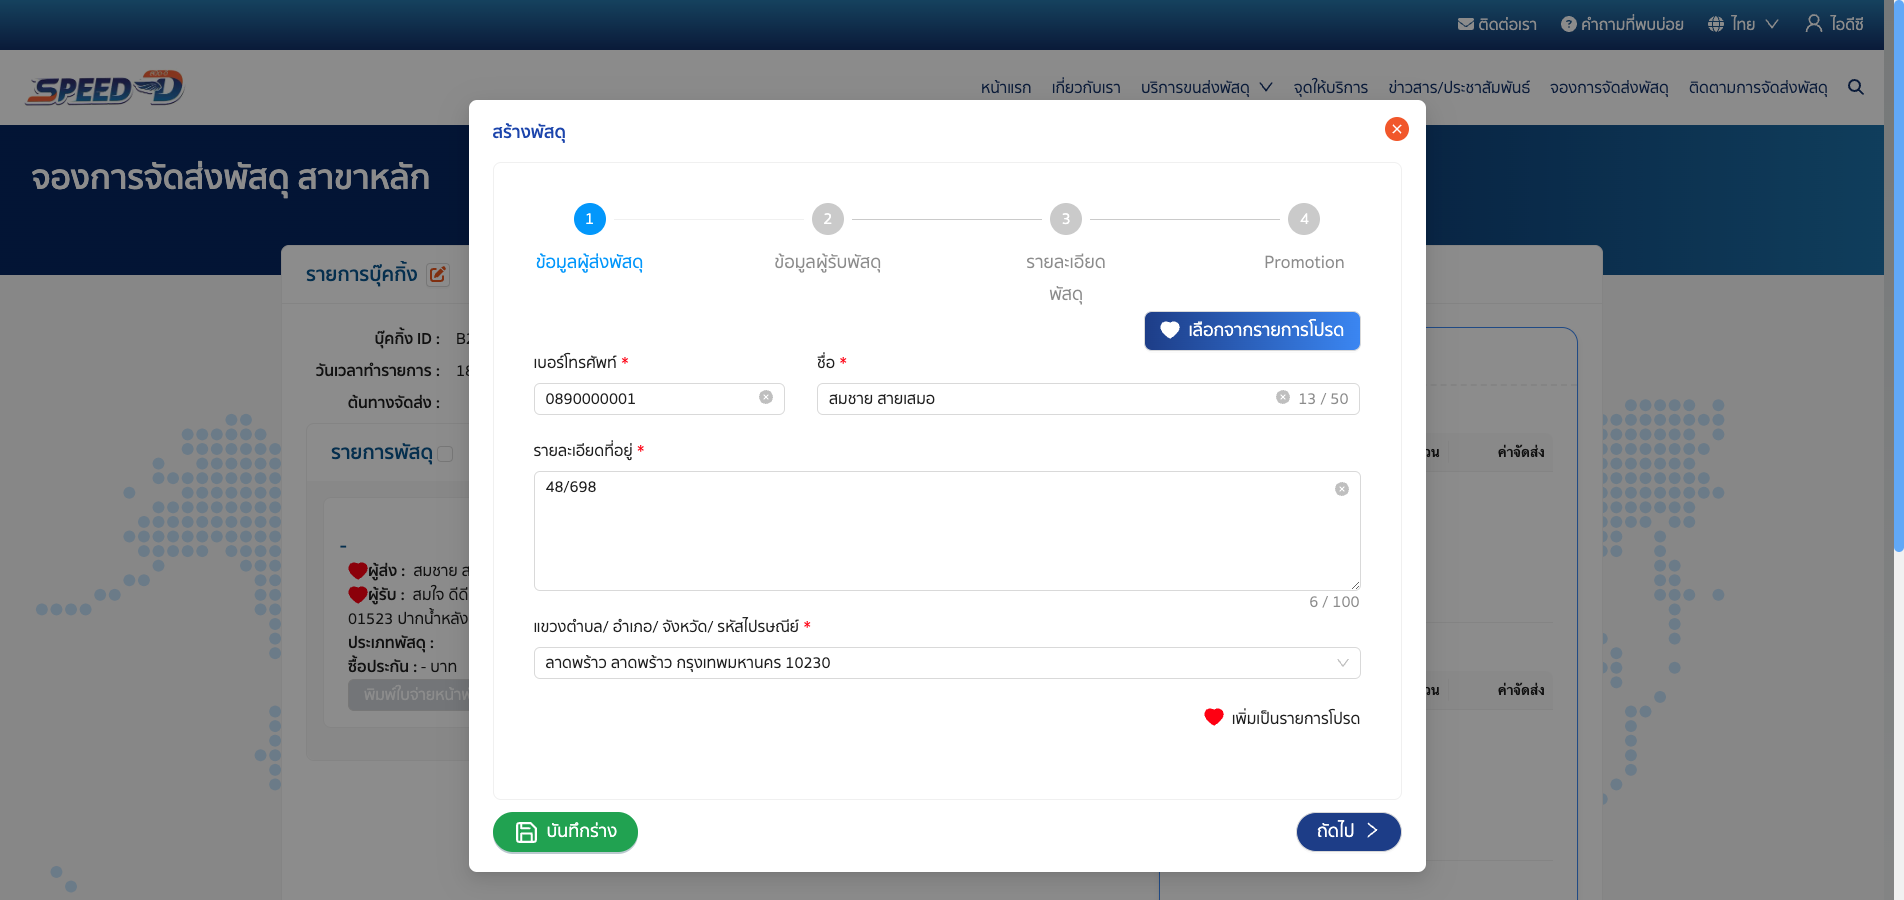 ติดต่อเรา คำถามที่พบบ่อย ไทย ไอดีซี
SPEED-D
หน้าแรก เกี่ยวกับเรา บริการขนส่งพัสดุ จุดให้บริการ ข่าวสาร/ประชาสัมพันธ์ จองการจัดส่งพัสดุ ติดตามการจัดส่งพัสดุ
จองการจัดส่งพัสดุ สาขาหลัก
รายการบุ๊คกิ้ง
บุ๊คกิ้ง ID :
วันเวลาทำรายการ : 18
ต้นทางจัดส่ง :
รายการพัสดุ
-
ผู้ส่ง : สมชาย
ผู้รับ : สมใจ ดีดี
01523 ปากน้ำหลัง
ประเภทพัสดุ :
ซื้อประกัน : - บาท
ค่าจัดส่ง
ค่าจัดส่ง
สร้างพัสดุ
1 2 3 4
ข้อมูลผู้ส่งพัสดุ ข้อมูลผู้รับพัสดุ รายละเอียด Promotion
พัสดุ
เลือกจากรายการโปรด
เบอร์โทรศัพท์ * ชื่อ *
0890000001 สมชาย สายเสมอ 13 / 50
รายละเอียดที่อยู่ *
48/698
6 / 100
แขวงตำบล/ อำเภอ/ จังหวัด/ รหัสไปรษณีย์ *
ลาดพร้าว ลาดพร้าว กรุงเทพมหานคร 10230
เพิ่มเป็นรายการโปรด
บันทึกร่าง ถัดไป